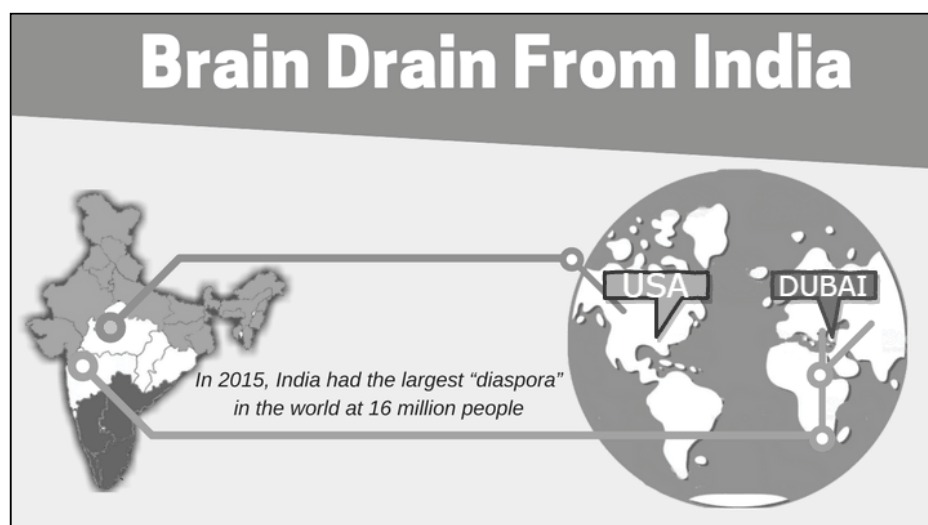 Brain Drain From India
USA
DUBAI
In 2015, India had the largest “diaspora”
in the world at 16 million people